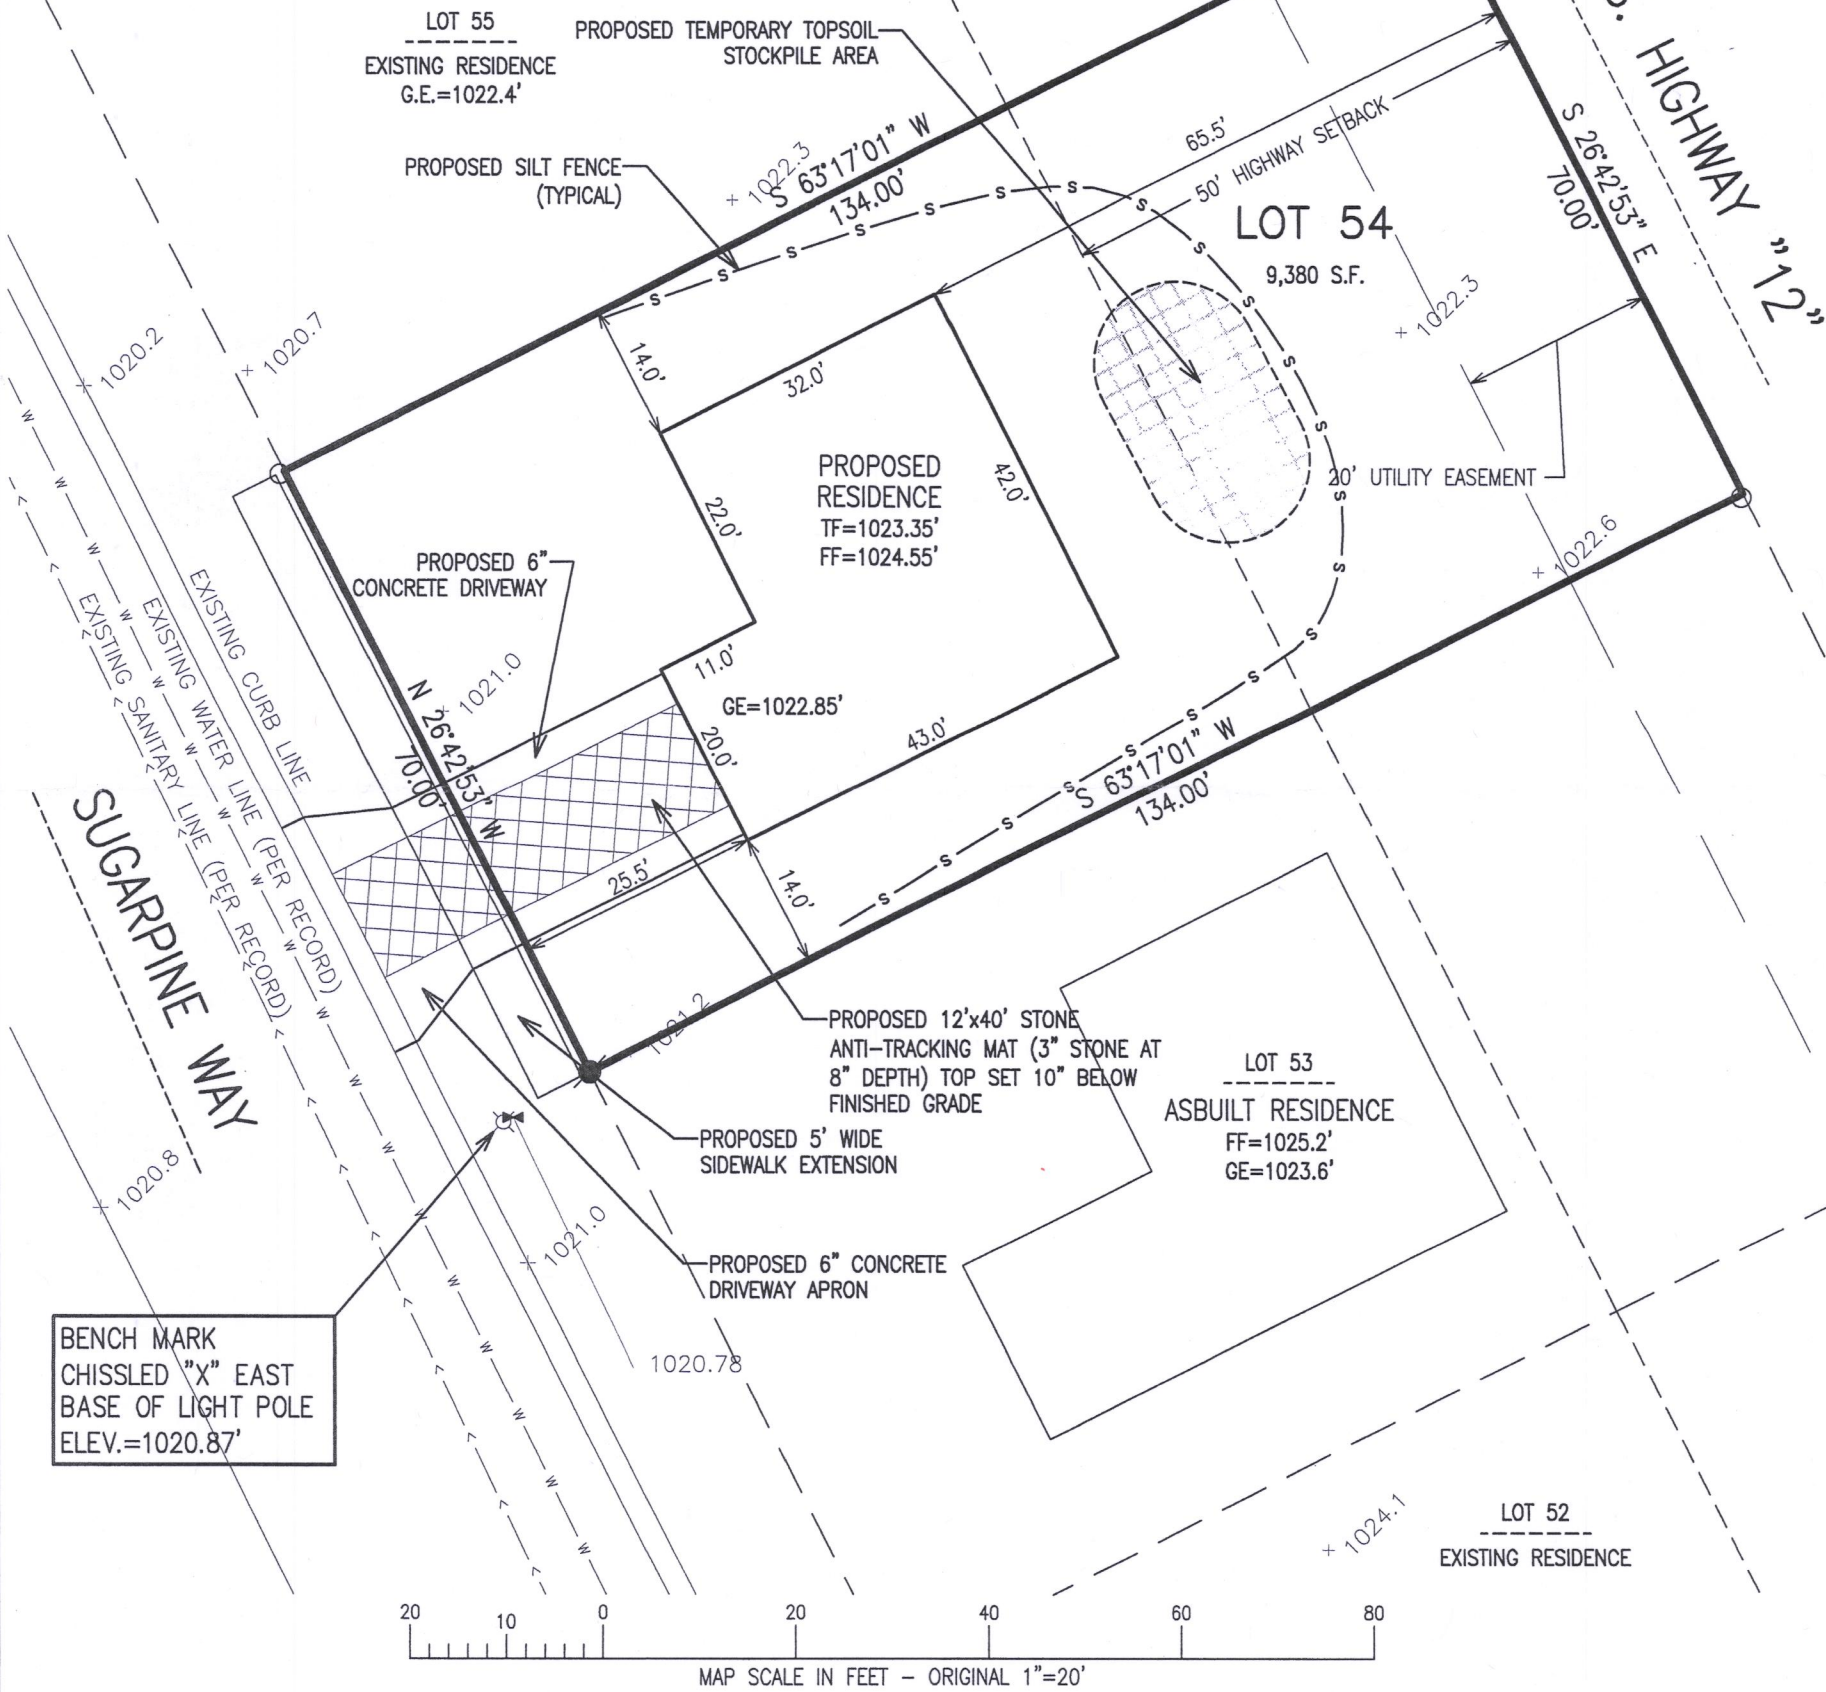 LOT 55
EXISTING RESIDENCE
G.E.=1022.4'
PROPOSED TEMPORARY TOPSOIL
STOCKPILE AREA
HIGHWAY "12"
PROPOSED SILT FENCE
(TYPICAL)
1022.3
S 63°17'01" W
134.00'
65.5'
50' HIGHWAY SETBACK
S 26°42'53" E
70.00'
LOT 54
9,380 S.F.
1022.3
1020.2
1020.7
14.0'
32.0'
PROPOSED
RESIDENCE
TF=1023.35'
FF=1024.55'
42.0'
22.0'
20' UTILITY EASEMENT
1022.6
PROPOSED 6"
CONCRETE DRIVEWAY
11.0'
GE=1022.85'
1021.0
N 26°42'53" W
70.00'
20.0'
43.0'
S 63°17'01" W
134.00'
EXISTING CURB LINE
EXISTING WATER LINE (PER RECORD)
EXISTING SANITARY LINE (PER RECORD)
SUGARPINE WAY
25.5'
14.0'
1021.2
PROPOSED 12'x40' STONE
ANTI-TRACKING MAT (3" STONE AT
8" DEPTH) TOP SET 10" BELOW
FINISHED GRADE
LOT 53
ASBUILT RESIDENCE
FF=1025.2'
GE=1023.6'
PROPOSED 5' WIDE
SIDEWALK EXTENSION
1020.8
1021.0
PROPOSED 6" CONCRETE
DRIVEWAY APRON
1020.78
BENCH MARK
CHISSLED "X" EAST
BASE OF LIGHT POLE
ELEV.=1020.87'
1024.1
LOT 52
EXISTING RESIDENCE
20 10 0 20 40 60 80
MAP SCALE IN FEET - ORIGINAL 1"=20'